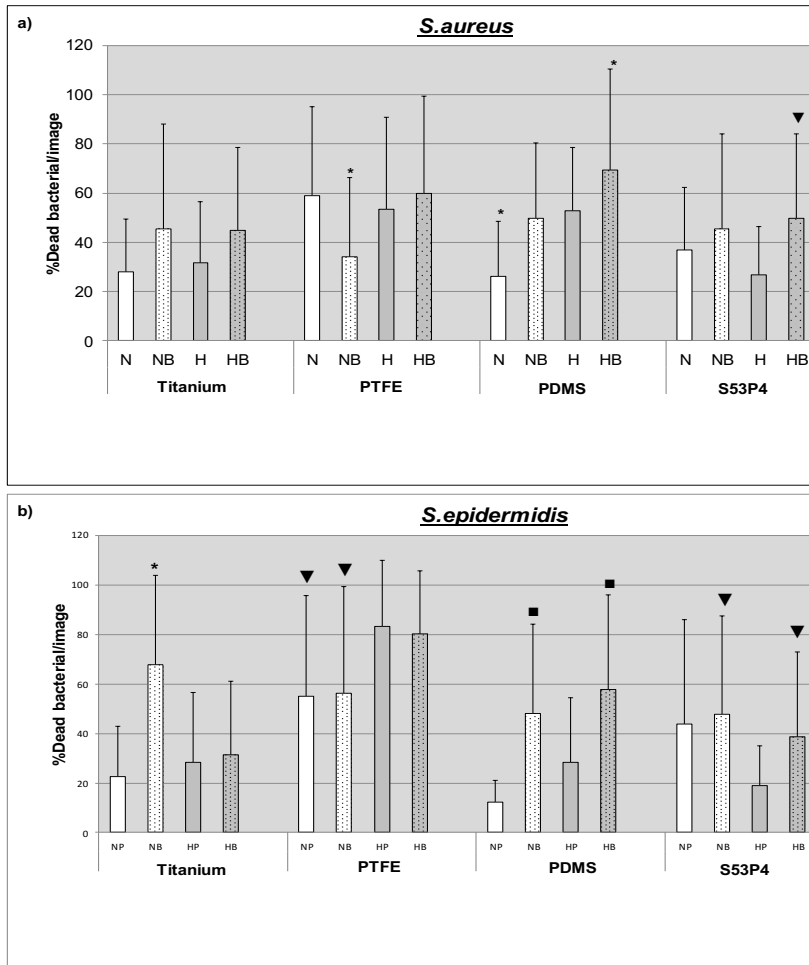 a)
S.aureus
%Dead bacterial/image
120
100
80
60
40
20
0
*
*
*
▼
N NB H HB N NB H HB N NB H HB N NB H HB
Titanium PTFE PDMS S53P4
b)
S.epidermidis
%Dead bacterial/image
120
100
80
60
40
20
0
*
▼ ▼
■ ■
▼ ▼
NP NB HP HB NP NB HP HB NP NB HP HB NP NB HP HB
Titanium PTFE PDMS S53P4